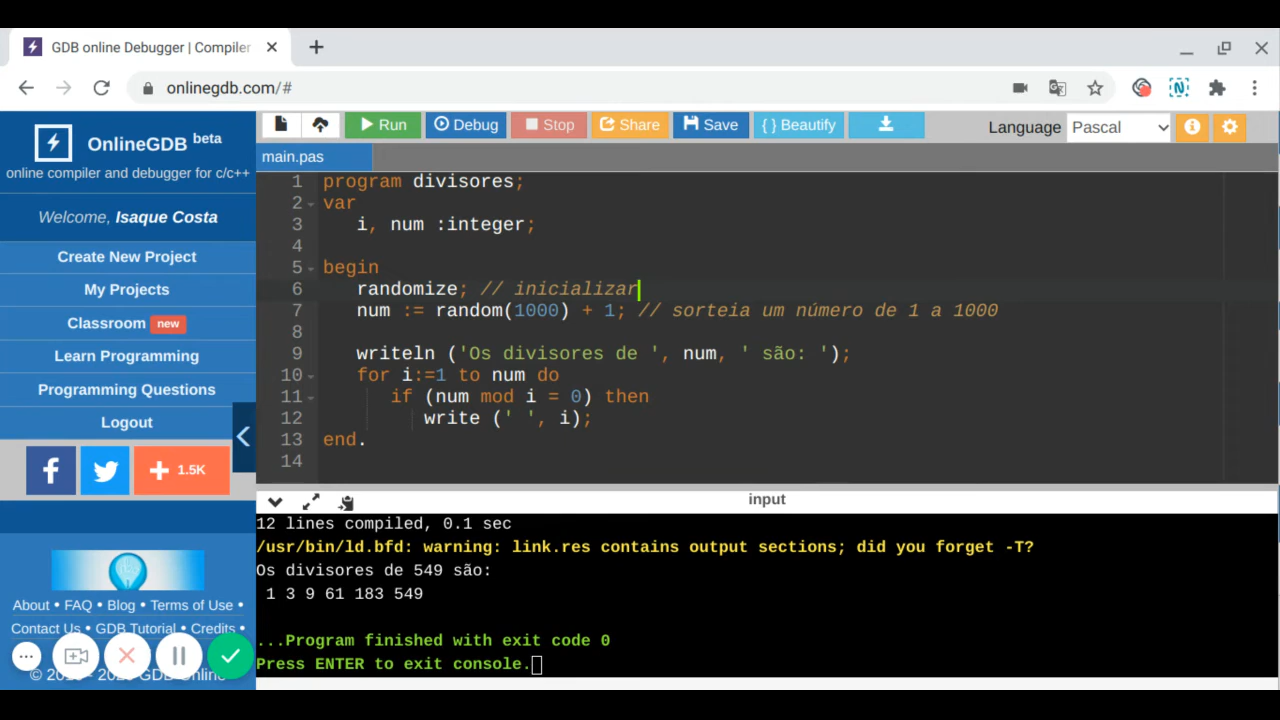 GDB online Debugger | Compiler
onlinegdb.com/#
OnlineGDB beta
online compiler and debugger for c/c++
Welcome, Isaque Costa
Create New Project
My Projects
Classroom new
Learn Programming
Programming Questions
Logout
f
+ 1.5K
About • FAQ • Blog • Terms of Use •
Contact Us • GDB Tutorial • Credits •
GDB Online
Run Debug Stop Share Save { } Beautify
Language Pascal
main.pas
1 program divisores;
2 var
3 i, num :integer;
4
5 begin
6 randomize; // inicializar
7 num := random(1000) + 1; // sorteia um número de 1 a 1000
8
9 writeln ('Os divisores de ', num, ' são: ');
10 for i:=1 to num do
11 if (num mod i = 0) then
12 write (' ', i);
13 end.
14
input
12 lines compiled, 0.1 sec
/usr/bin/ld.bfd: warning: link.res contains output sections; did you forget -T?
Os divisores de 549 são:
1 3 9 61 183 549
...Program finished with exit code 0
Press ENTER to exit console.